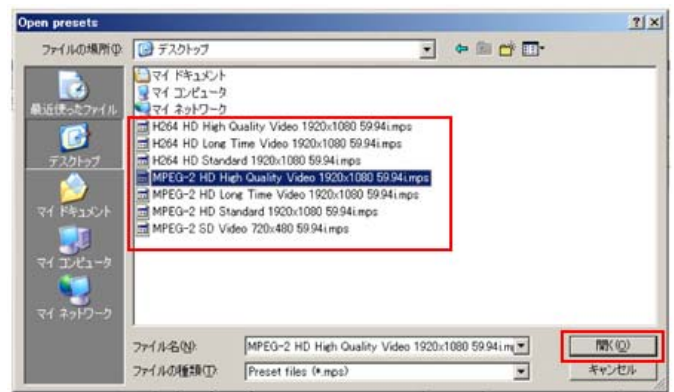 Open presets
ファイルの場所(I):
デスクトップ
最近使ったファイル
デスクトップ
マイ ドキュメント
マイ コンピュータ
マイ ネットワーク
マイ ドキュメント
マイ コンピュータ
マイ ネットワーク
H264 HD High Quality Video 1920x1080 59.94i.mps
H264 HD Long Time Video 1920x1080 59.94i.mps
H264 HD Standard 1920x1080 59.94i.mps
MPEG-2 HD High Quality Video 1920x1080 59.94i.mps
MPEG-2 HD Long Time Video 1920x1080 59.94i.mps
MPEG-2 HD Standard 1920x1080 59.94i.mps
MPEG-2 SD Video 720x480 59.94i.mps
ファイル名(N):
MPEG-2 HD High Quality Video 1920x1080 59.94i.m
開く(O)
ファイルの種類(T):
Preset files (*.mps)
キャンセル